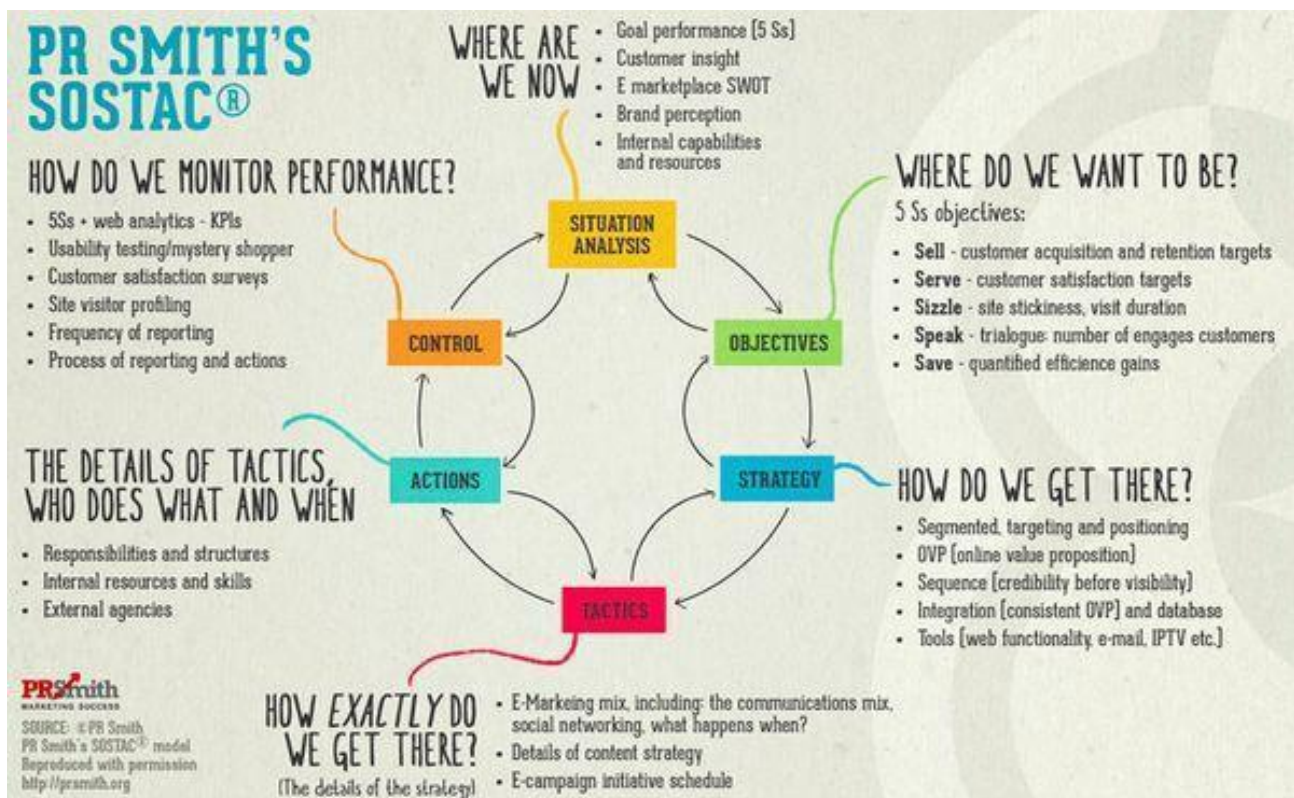 PR SMITH'S
SOSTAC®
WHERE ARE
WE NOW
• Goal performance (5 Ss)
• Customer insight
• E marketplace SWOT
• Brand perception
• Internal capabilities
and resources
HOW DO WE MONITOR PERFORMANCE?
• 5Ss + web analytics - KPIs
• Usability testing/mystery shopper
• Customer satisfaction surveys
• Site visitor profiling
• Frequency of reporting
• Process of reporting and actions
WHERE DO WE WANT TO BE?
5 Ss objectives:
• Sell - customer acquisition and retention targets
• Serve - customer satisfaction targets
• Sizzle - site stickiness, visit duration
• Speak - trialogue: number of engages customers
• Save - quantified efficience gains
SITUATION
ANALYSIS
CONTROL
OBJECTIVES
ACTIONS
STRATEGY
TACTICS
THE DETAILS OF TACTICS,
WHO DOES WHAT AND WHEN
• Responsibilities and structures
• Internal resources and skills
• External agencies
HOW DO WE GET THERE?
• Segmented, targeting and positioning
• OVP (online value proposition)
• Sequence (credibility before visibility)
• Integration (consistent OVP) and database
• Tools (web functionality, e-mail, IPTV etc.)
HOW EXACTLY DO
WE GET THERE?
(The details of the strategy)
• E-Markeing mix, including: the communications mix,
social networking, what happens when?
• Details of content strategy
• E-campaign initiative schedule
PRSmith
MARKETING SUCCESS
SOURCE: ©PR Smith
PR Smith's SOSTAC® model
Reproduced with permission
http://prsmith.org